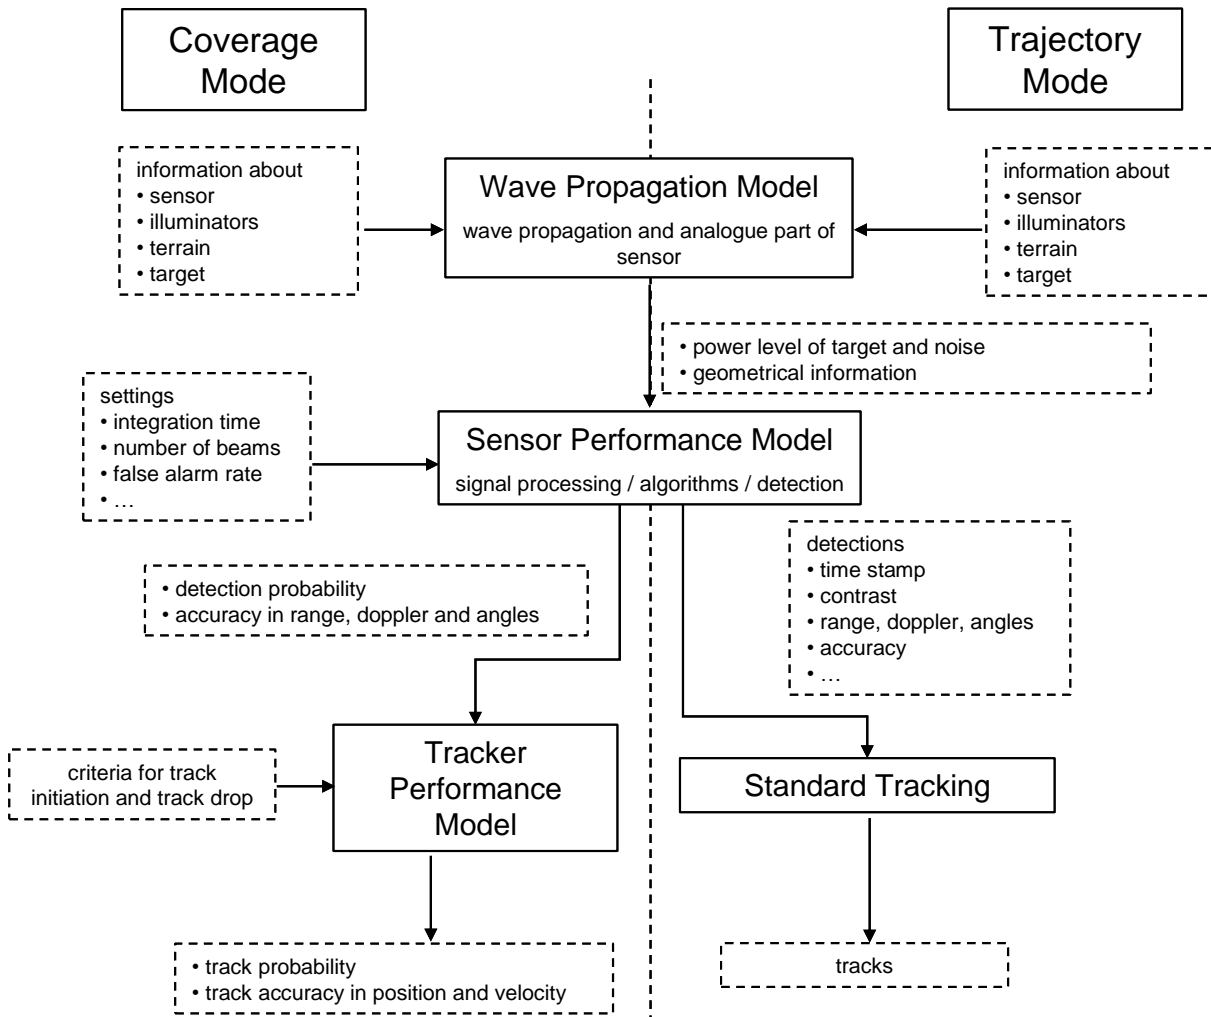 Coverage
Mode
Trajectory
Mode
information about
• sensor
• illuminators
• terrain
• target
Wave Propagation Model
wave propagation and analogue part of
sensor
information about
• sensor
• illuminators
• terrain
• target
• power level of target and noise
• geometrical information
settings
• integration time
• number of beams
• false alarm rate
• …
Sensor Performance Model
signal processing / algorithms / detection
• detection probability
• accuracy in range, doppler and angles
detections
• time stamp
• contrast
• range, doppler, angles
• accuracy
• …
criteria for track
initiation and track drop
Tracker
Performance
Model
Standard Tracking
• track probability
• track accuracy in position and velocity
tracks